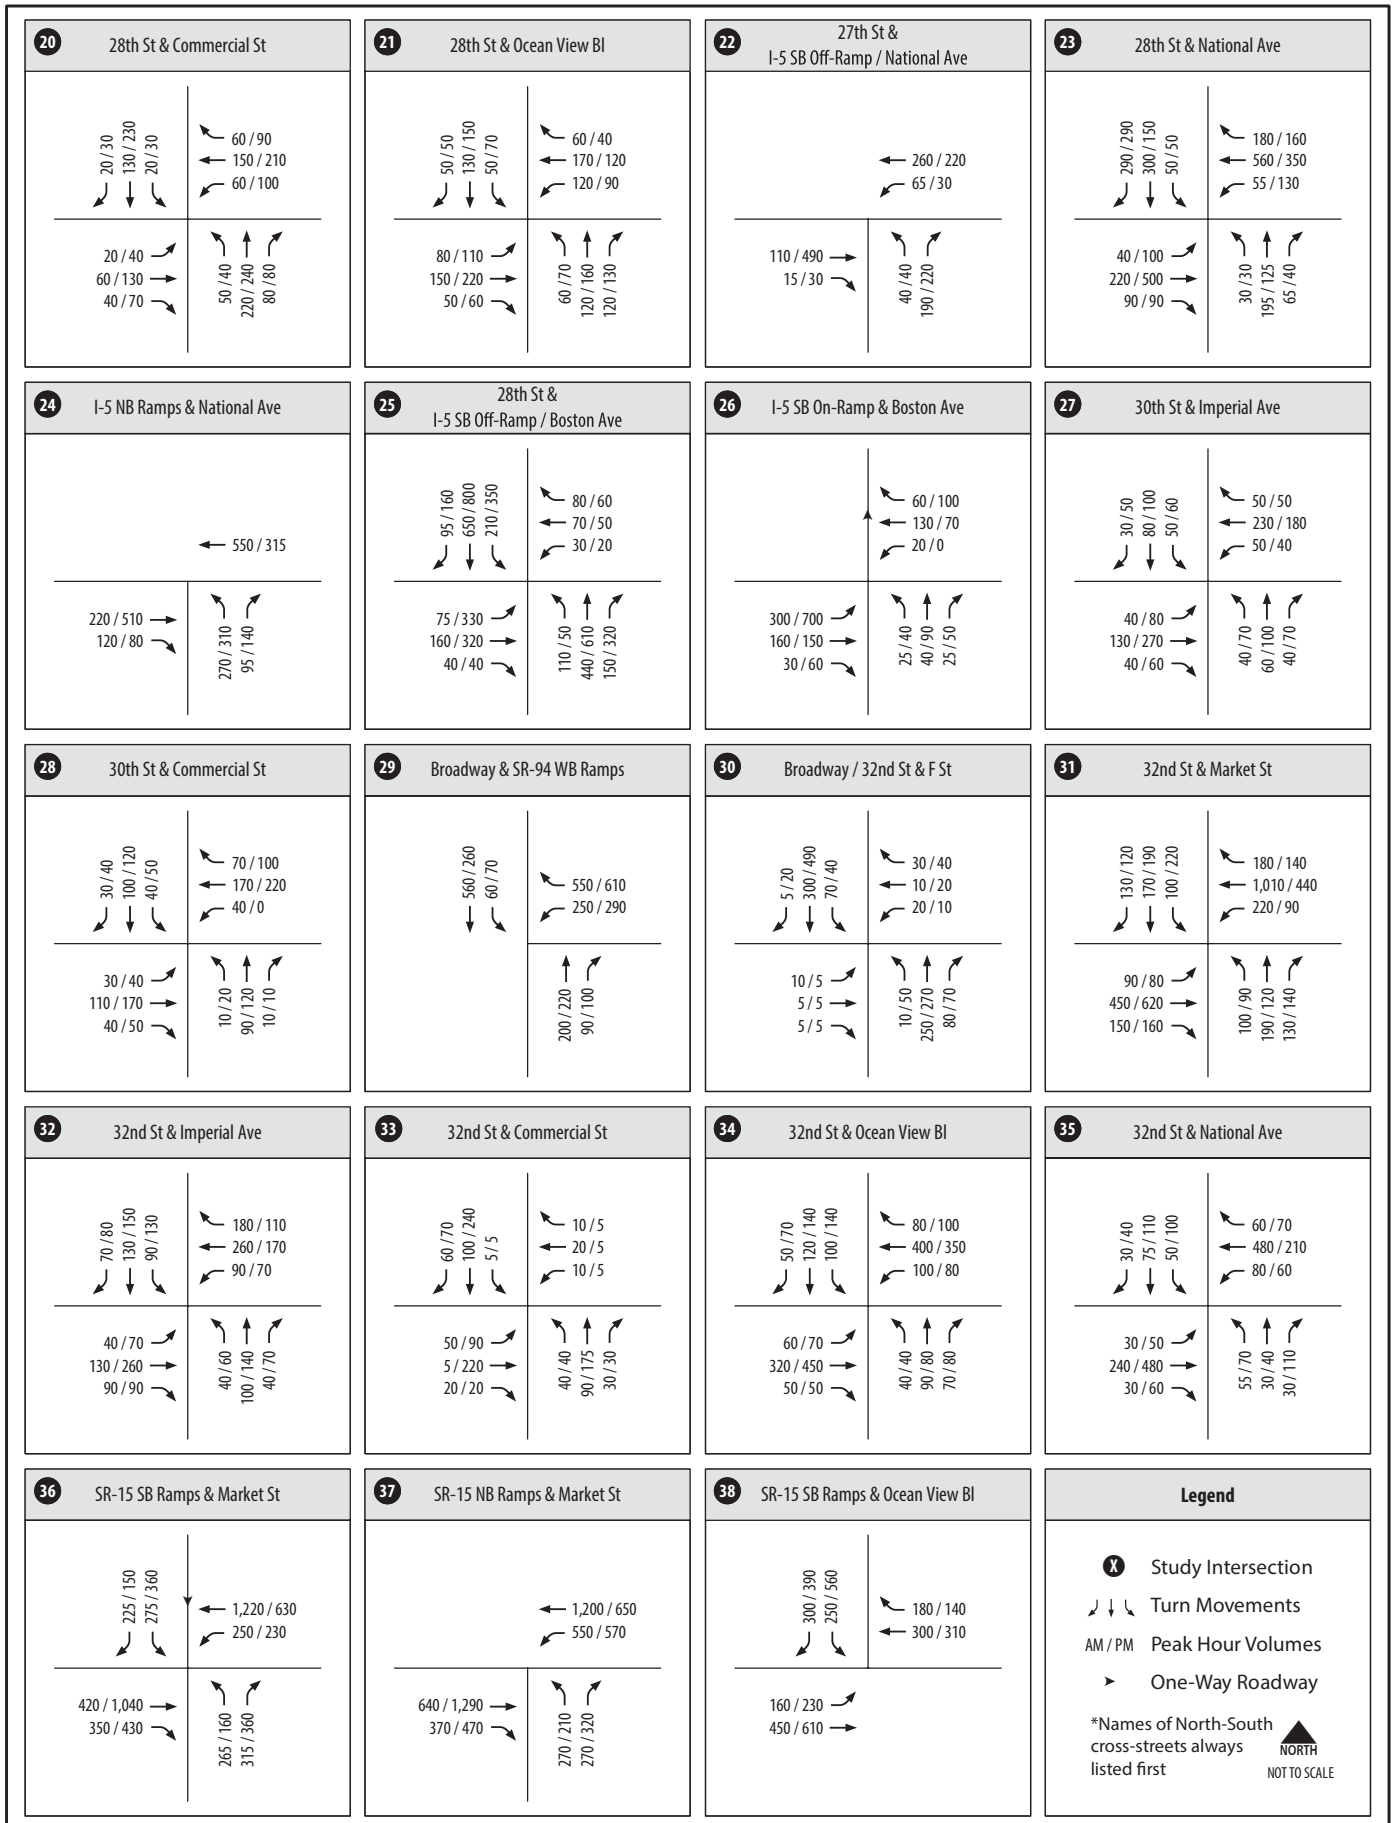 20
28th St & Commercial St
20 / 30
130 / 230
20 / 30
60 / 90
150 / 210
60 / 100
20 / 40
60 / 130
40 / 70
50 / 40
220 / 240
80 / 80
21
28th St & Ocean View Bl
50 / 50
130 / 150
50 / 70
60 / 40
170 / 120
120 / 90
80 / 110
150 / 220
50 / 60
60 / 70
120 / 160
120 / 130
22
27th St &
I-5 SB Off-Ramp / National Ave
260 / 220
65 / 30
110 / 490
15 / 30
40 / 40
190 / 220
23
28th St & National Ave
290 / 290
300 / 150
50 / 50
180 / 160
560 / 350
55 / 130
40 / 100
220 / 500
90 / 90
30 / 30
195 / 125
65 / 40
24
I-5 NB Ramps & National Ave
550 / 315
220 / 510
120 / 80
270 / 310
95 / 140
25
28th St &
I-5 SB Off-Ramp / Boston Ave
95 / 160
650 / 800
210 / 350
80 / 60
70 / 50
30 / 20
75 / 330
160 / 320
40 / 40
110 / 50
440 / 610
150 / 320
26
I-5 SB On-Ramp & Boston Ave
60 / 100
130 / 70
20 / 0
300 / 700
160 / 150
30 / 60
25 / 40
40 / 90
25 / 50
27
30th St & Imperial Ave
30 / 50
80 / 100
50 / 60
50 / 50
230 / 180
50 / 40
40 / 80
130 / 270
40 / 60
40 / 70
60 / 100
40 / 70
28
30th St & Commercial St
30 / 40
100 / 120
40 / 50
70 / 100
170 / 220
40 / 0
30 / 40
110 / 170
40 / 50
10 / 20
90 / 120
10 / 10
29
Broadway & SR-94 WB Ramps
560 / 260
60 / 70
550 / 610
250 / 290
200 / 220
90 / 100
30
Broadway / 32nd St & F St
5 / 20
300 / 490
70 / 40
30 / 40
10 / 20
20 / 10
10 / 5
5 / 5
5 / 5
10 / 50
250 / 270
80 / 70
31
32nd St & Market St
130 / 120
170 / 190
100 / 220
180 / 140
1,010 / 440
220 / 90
90 / 80
450 / 620
150 / 160
100 / 90
190 / 120
130 / 140
32
32nd St & Imperial Ave
70 / 80
130 / 150
90 / 130
180 / 110
260 / 170
90 / 70
40 / 70
130 / 260
90 / 90
40 / 60
100 / 140
40 / 70
33
32nd St & Commercial St
60 / 70
100 / 240
5 / 5
10 / 5
20 / 5
10 / 5
50 / 90
5 / 220
20 / 20
40 / 40
90 / 175
30 / 30
34
32nd St & Ocean View Bl
50 / 70
120 / 140
100 / 140
80 / 100
400 / 350
100 / 80
60 / 70
320 / 450
50 / 50
40 / 40
90 / 80
70 / 80
35
32nd St & National Ave
30 / 40
75 / 110
50 / 100
60 / 70
480 / 210
80 / 60
30 / 50
240 / 480
30 / 60
55 / 70
30 / 40
30 / 110
36
SR-15 SB Ramps & Market St
225 / 150
275 / 360
1,220 / 630
250 / 230
420 / 1,040
350 / 430
265 / 160
315 / 360
37
SR-15 NB Ramps & Market St
1,200 / 650
550 / 570
640 / 1,290
370 / 470
270 / 210
270 / 320
38
SR-15 SB Ramps & Ocean View Bl
300 / 390
250 / 560
180 / 140
300 / 310
160 / 230
450 / 610
Legend
X Study Intersection
Turn Movements
AM / PM Peak Hour Volumes
One-Way Roadway
*Names of North-South
cross-streets always
listed first
NORTH
NOT TO SCALE